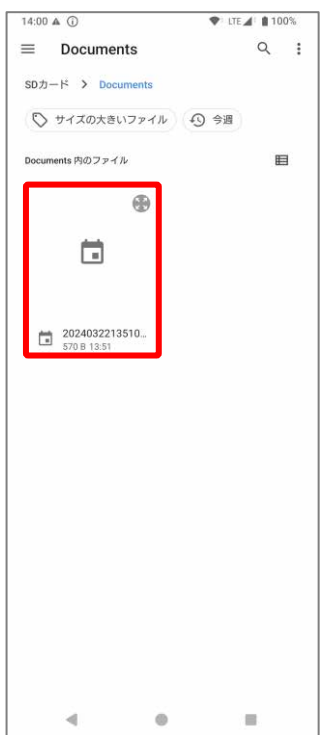 14:00
LTE 100%
Documents
SDカード > Documents
サイズの大きいファイル 今週
Documents 内のファイル
2024032213510...
570 B 13:51